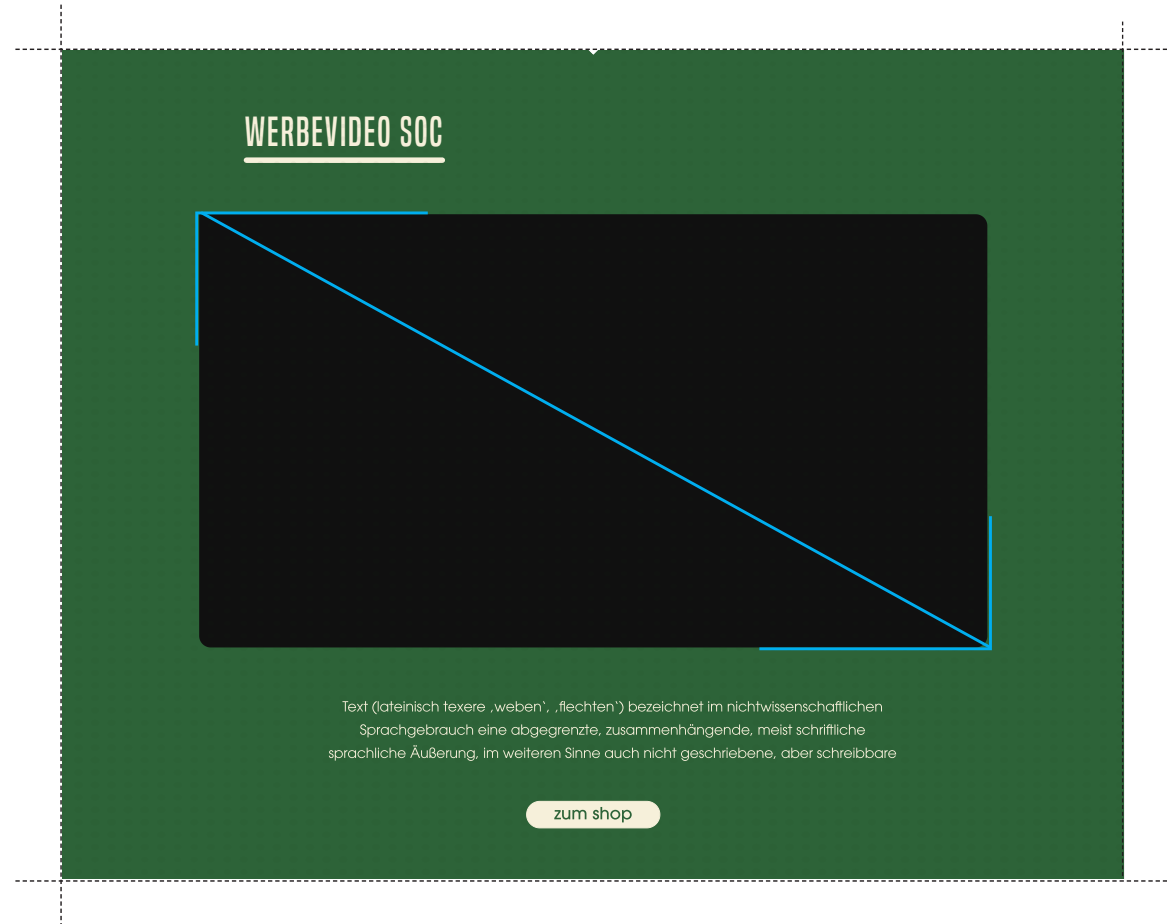 WERBEVIDEO SOC
Text (lateinisch texere ‚weben‘, ‚flechten‘) bezeichnet im nichtwissenschaftlichen
Sprachgebrauch eine abgegrenzte, zusammenhängende, meist schriftliche
sprachliche Äußerung, im weiteren Sinne auch nicht geschriebene, aber schreibbare
zum shop